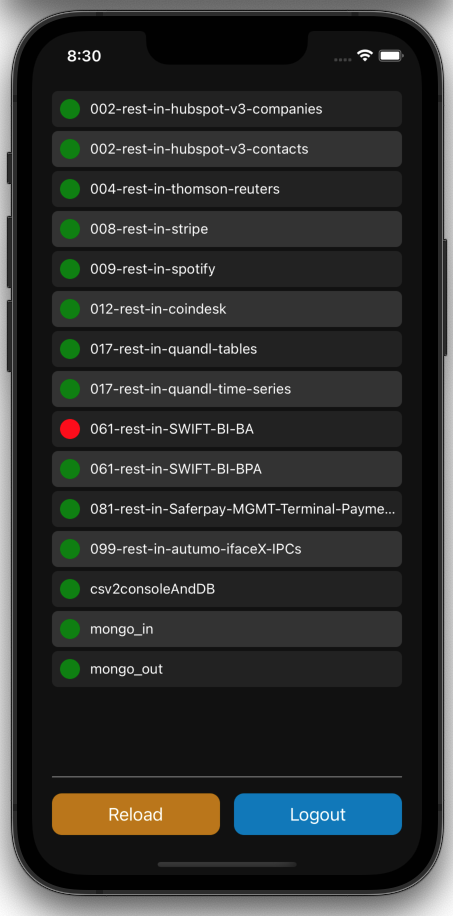 8:30
002-rest-in-hubspot-v3-companies
002-rest-in-hubspot-v3-contacts
004-rest-in-thomson-reuters
008-rest-in-stripe
009-rest-in-spotify
012-rest-in-coindesk
017-rest-in-quandl-tables
017-rest-in-quandl-time-series
061-rest-in-SWIFT-BI-BA
061-rest-in-SWIFT-BI-BPA
081-rest-in-Saferpay-MGMT-Terminal-Payme...
099-rest-in-autumo-ifaceX-IPCs
csv2consoleAndDB
mongo_in
mongo_out
Reload Logout